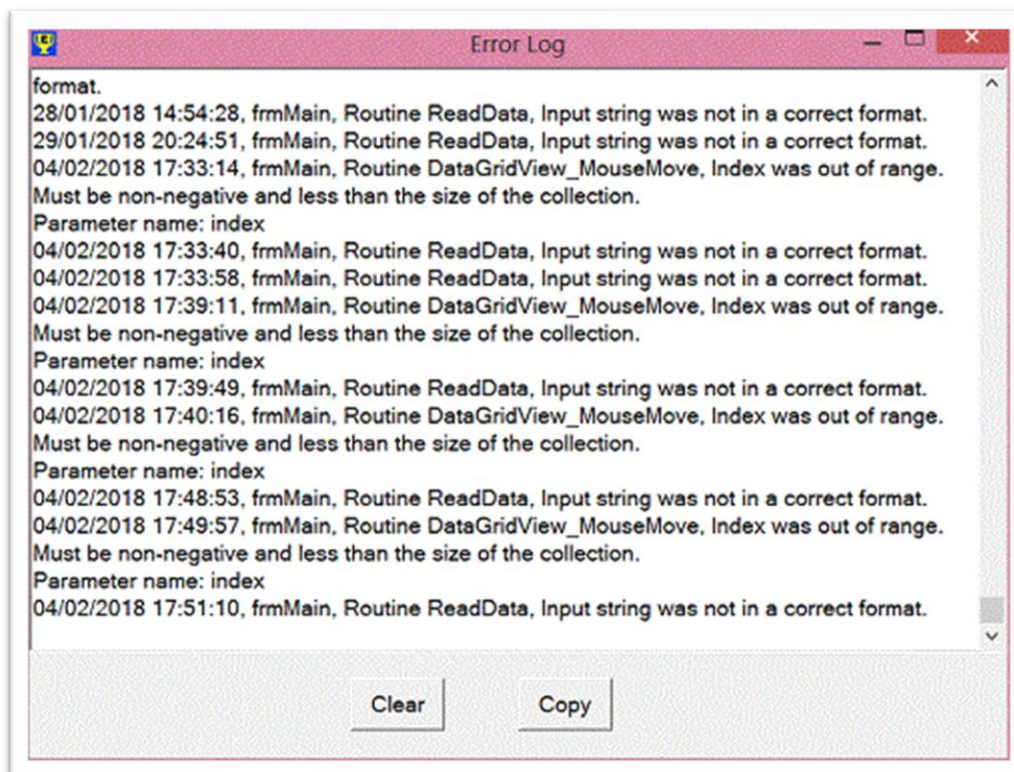 Error Log
format.
28/01/2018 14:54:28, frmMain, Routine ReadData, Input string was not in a correct format.
29/01/2018 20:24:51, frmMain, Routine ReadData, Input string was not in a correct format.
04/02/2018 17:33:14, frmMain, Routine DataGridView_MouseMove, Index was out of range.
Must be non-negative and less than the size of the collection.
Parameter name: index
04/02/2018 17:33:40, frmMain, Routine ReadData, Input string was not in a correct format.
04/02/2018 17:33:58, frmMain, Routine ReadData, Input string was not in a correct format.
04/02/2018 17:39:11, frmMain, Routine DataGridView_MouseMove, Index was out of range.
Must be non-negative and less than the size of the collection.
Parameter name: index
04/02/2018 17:39:49, frmMain, Routine ReadData, Input string was not in a correct format.
04/02/2018 17:40:16, frmMain, Routine DataGridView_MouseMove, Index was out of range.
Must be non-negative and less than the size of the collection.
Parameter name: index
04/02/2018 17:48:53, frmMain, Routine ReadData, Input string was not in a correct format.
04/02/2018 17:49:57, frmMain, Routine DataGridView_MouseMove, Index was out of range.
Must be non-negative and less than the size of the collection.
Parameter name: index
04/02/2018 17:51:10, frmMain, Routine ReadData, Input string was not in a correct format.
Clear Copy